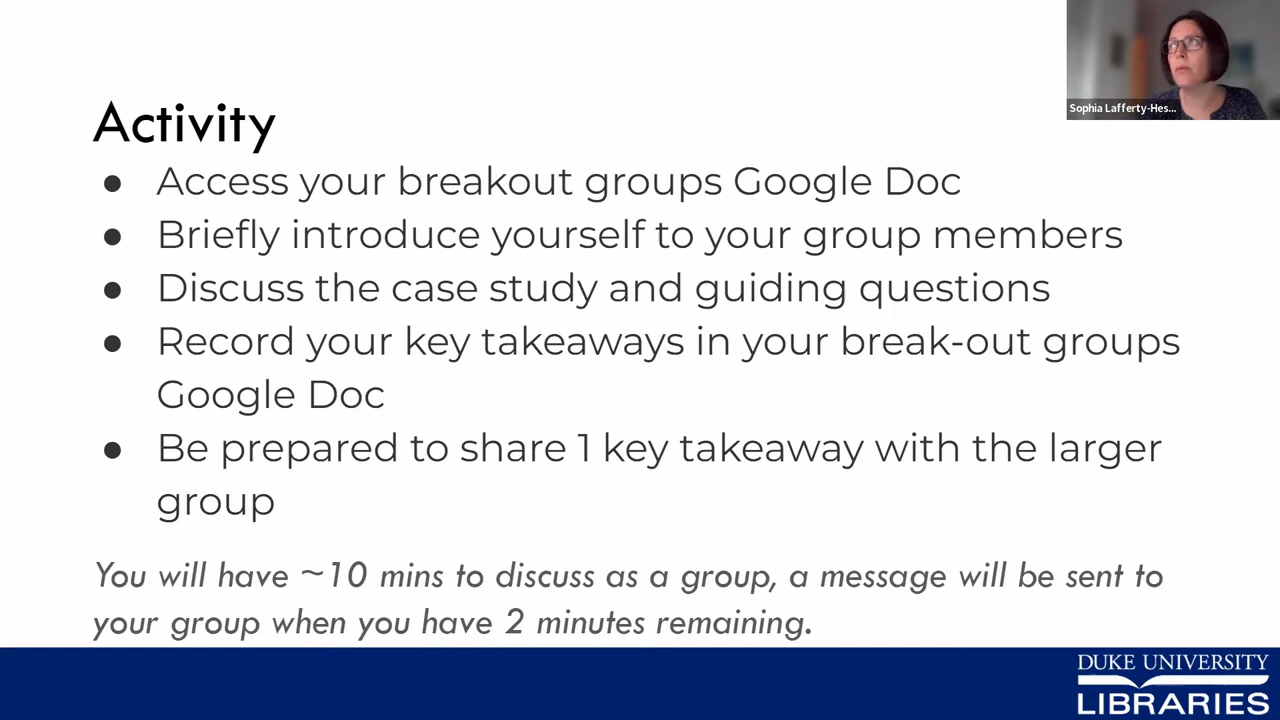 Sophia Lafferty-Hes...
Activity
● Access your breakout groups Google Doc
● Briefly introduce yourself to your group members
● Discuss the case study and guiding questions
● Record your key takeaways in your break-out groups
Google Doc
● Be prepared to share 1 key takeaway with the larger
group
You will have ~10 mins to discuss as a group, a message will be sent to
your group when you have 2 minutes remaining.
DUKE UNIVERSITY
LIBRARIES